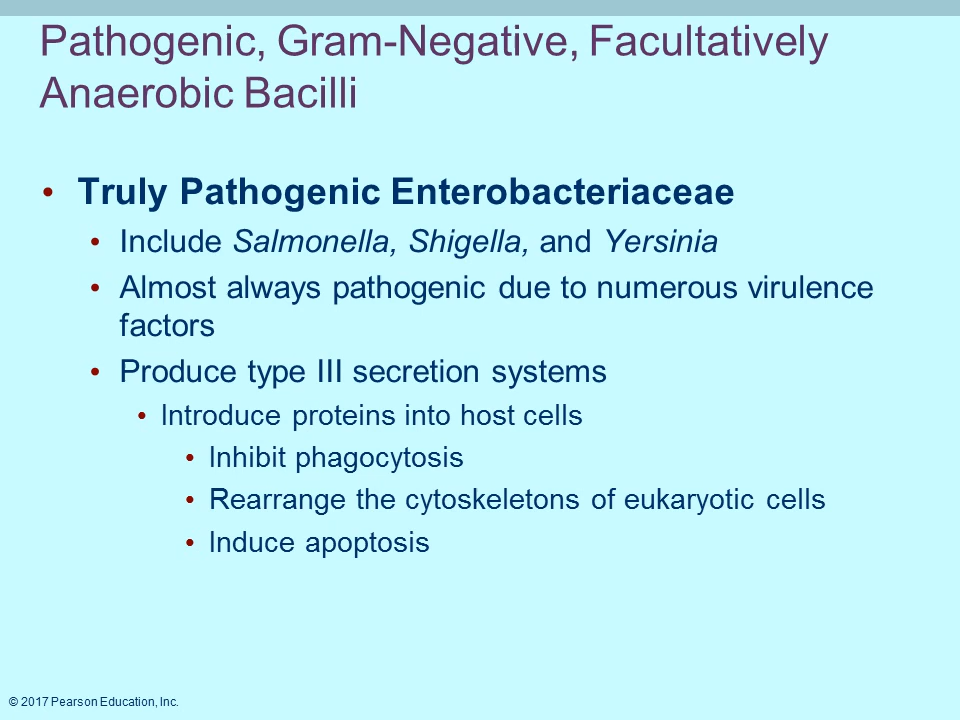 Pathogenic, Gram-Negative, Facultatively
Anaerobic Bacilli
• Truly Pathogenic Enterobacteriaceae
• Include Salmonella, Shigella, and Yersinia
• Almost always pathogenic due to numerous virulence
factors
• Produce type III secretion systems
• Introduce proteins into host cells
• Inhibit phagocytosis
• Rearrange the cytoskeletons of eukaryotic cells
• Induce apoptosis
© 2017 Pearson Education, Inc.